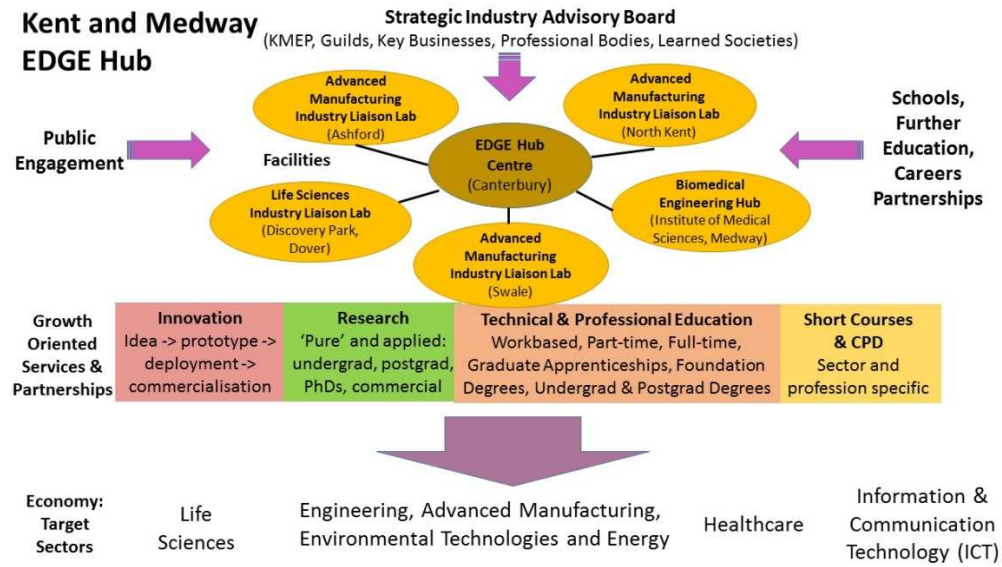 Kent and Medway
EDGE Hub
Strategic Industry Advisory Board
(KMEP, Guilds, Key Businesses, Professional Bodies, Learned Societies)
Public
Engagement
Facilities
Advanced
Manufacturing
Industry Liaison Lab
(Ashford)
Advanced
Manufacturing
Industry Liaison Lab
(North Kent)
EDGE Hub
Centre
(Canterbury)
Life Sciences
Industry Liaison Lab
(Discovery Park,
Dover)
Advanced
Manufacturing
Industry Liaison Lab
(Swale)
Biomedical
Engineering Hub
(Institute of Medical
Sciences, Medway)
Schools,
Further
Education,
Careers
Partnerships
Growth
Oriented
Services &
Partnerships
Innovation
Idea -> prototype ->
deployment->
commercialisation
Research
‘Pure’ and applied:
undergrad, postgrad,
PhDs, commercial
Technical & Professional Education
Workbased, Part-time, Full-time,
Graduate Apprenticeships, Foundation
Degrees, Undergrad & Postgrad Degrees
Short Courses
& CPD
Sector and
profession specific
Economy:
Target
Sectors
Life
Sciences
Engineering, Advanced Manufacturing,
Environmental Technologies and Energy
Healthcare
Information &
Communication
Technology (ICT)